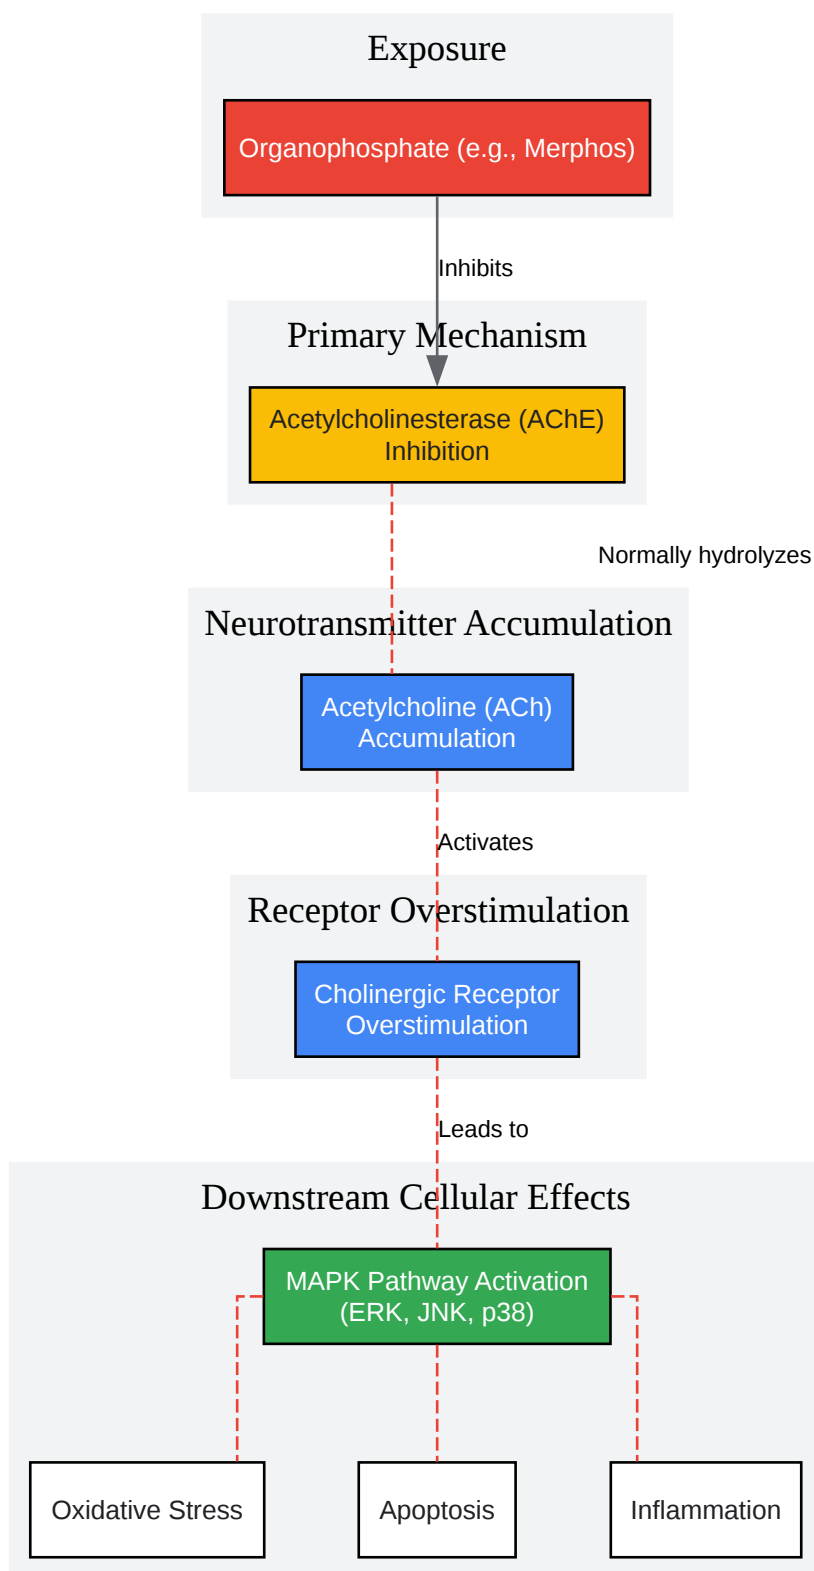 Exposure
Organophosphate (e.g., Merphos)
Inhibits
Primary Mechanism
Acetylcholinesterase (AChE)
Inhibition
Normally hydrolyzes
Neurotransmitter Accumulation
Acetylcholine (ACh)
Accumulation
Activates
Receptor Overstimulation
Cholinergic Receptor
Overstimulation
Leads to
Downstream Cellular Effects
MAPK Pathway Activation
(ERK, JNK, p38)
Oxidative Stress
Apoptosis
Inflammation